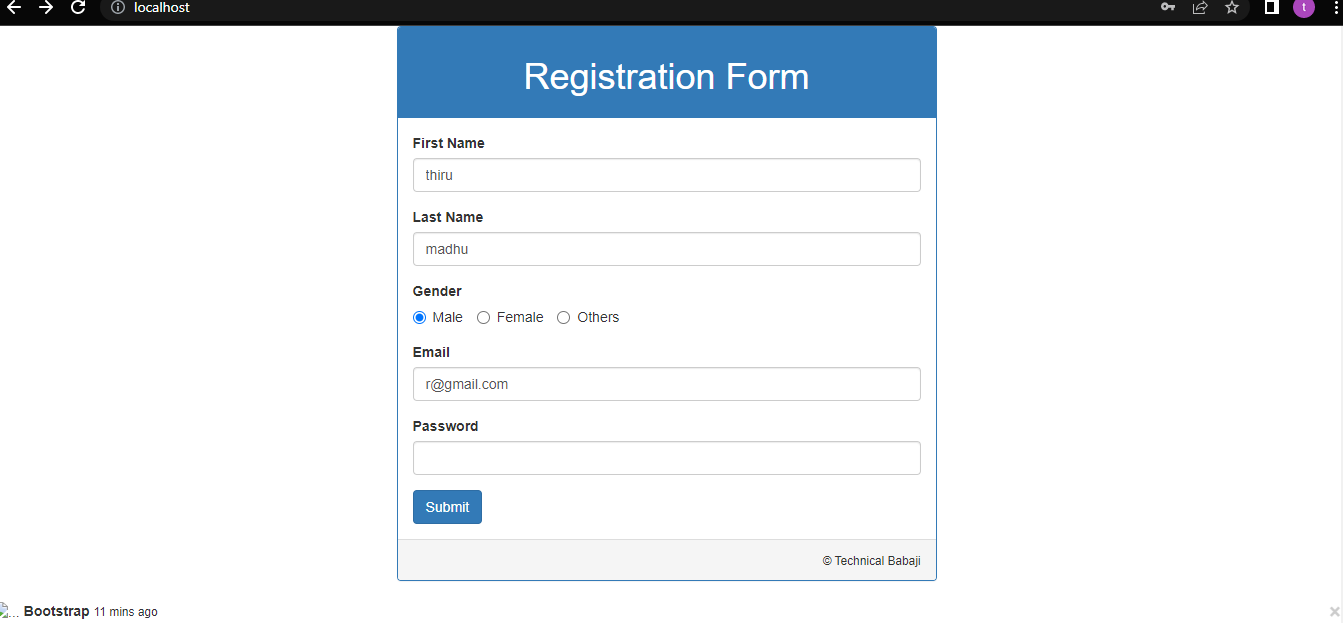 localhost
t
Registration Form
First Name
thiru
Last Name
madhu
Gender
Male Female Others
Email
r@gmail.com
Password
Submit
© Technical Babaji
... Bootstrap 11 mins ago ×